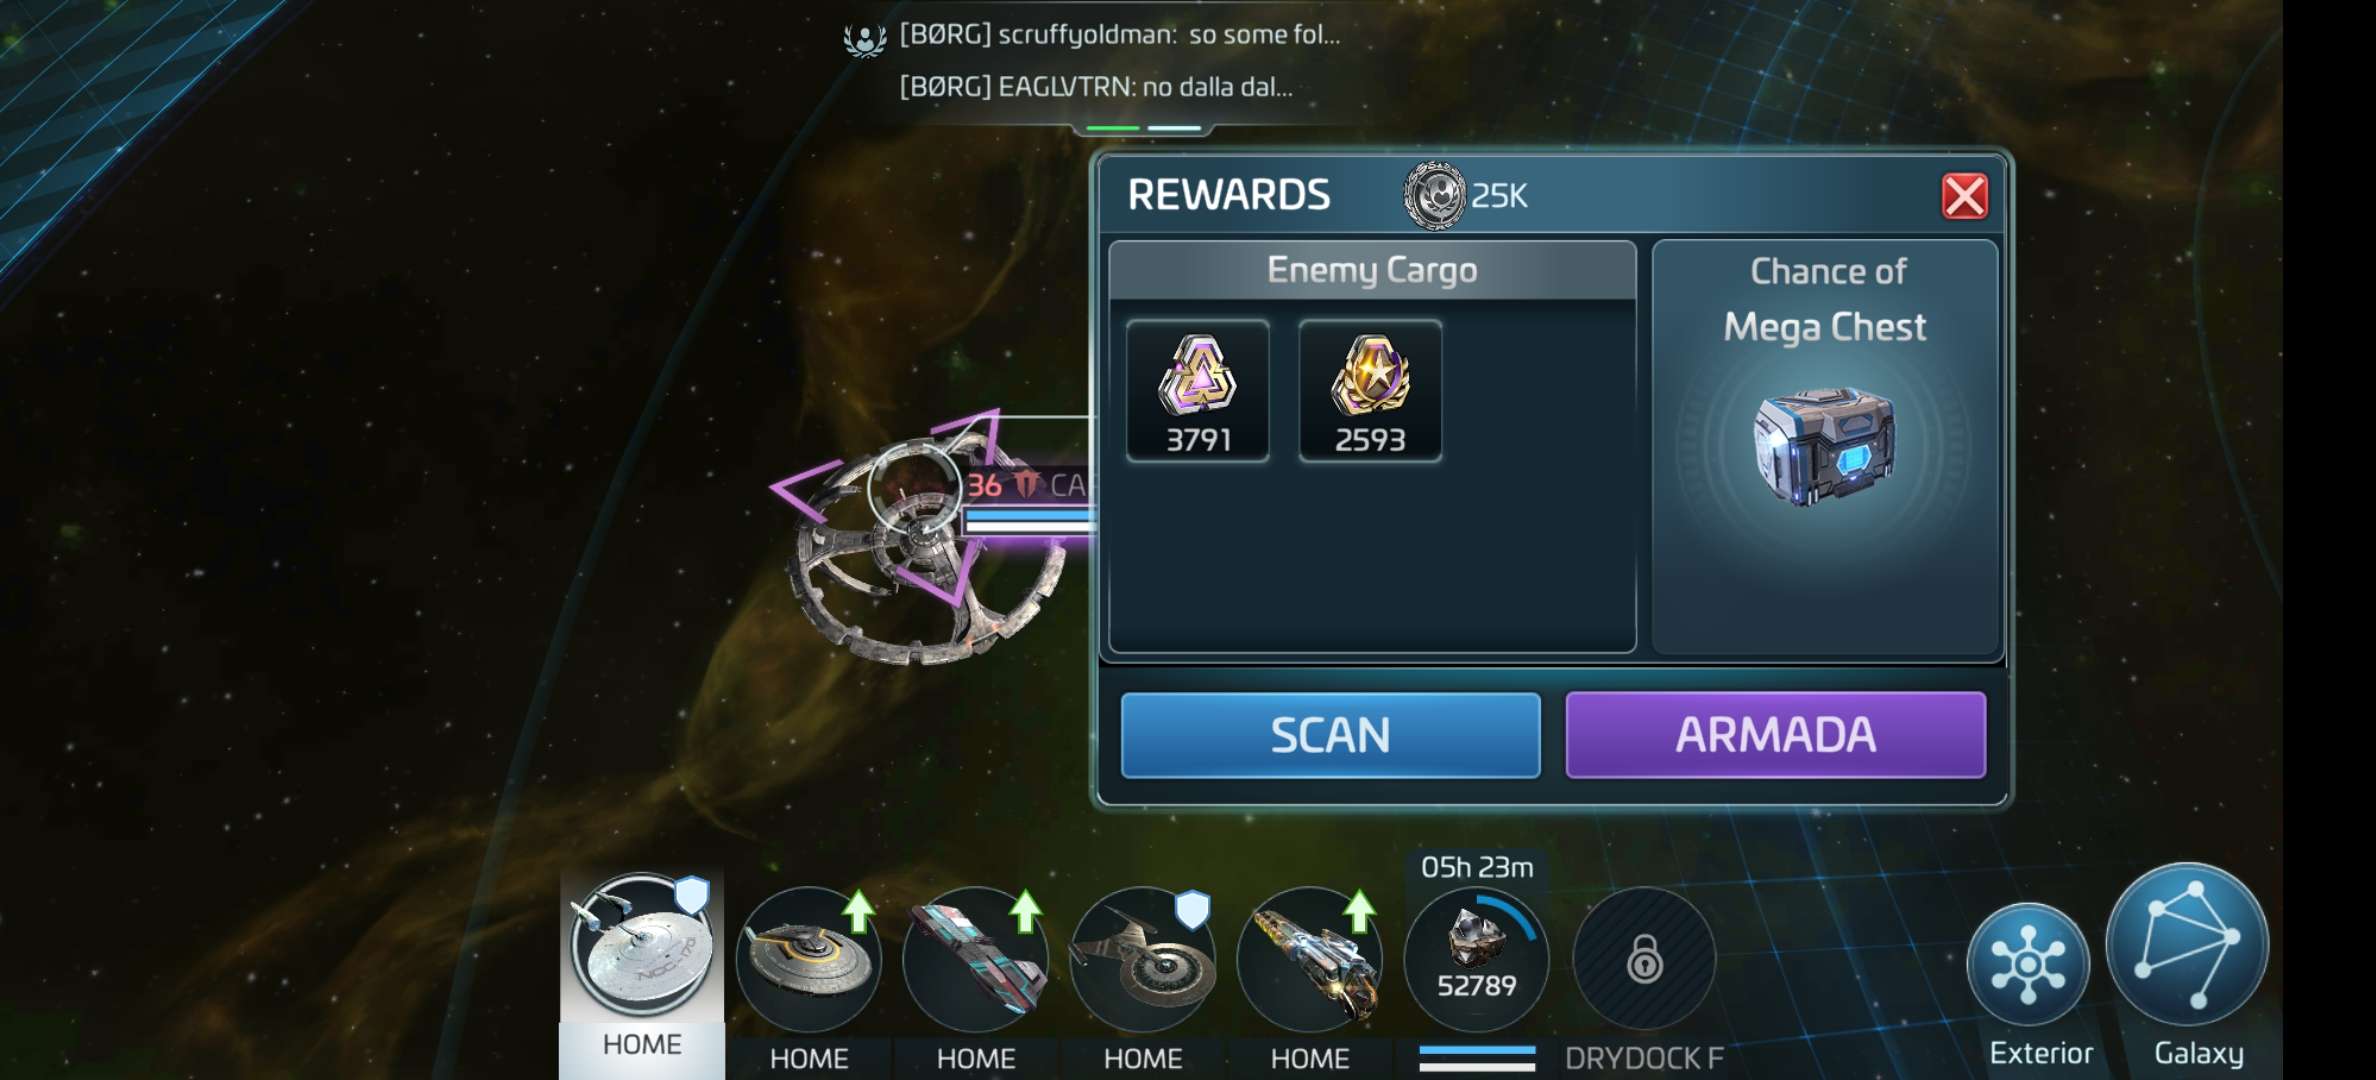 [BØRG] scruffyoldman: so some fol...
[BØRG] EAGLVTRN: no dalla dal...
REWARDS
25K
Enemy Cargo
3791
2593
Chance of
Mega Chest
36
SCAN
ARMADA
05h 23m
52789
HOME
HOME
HOME
HOME
HOME
DRYDOCK F
Exterior
Galaxy